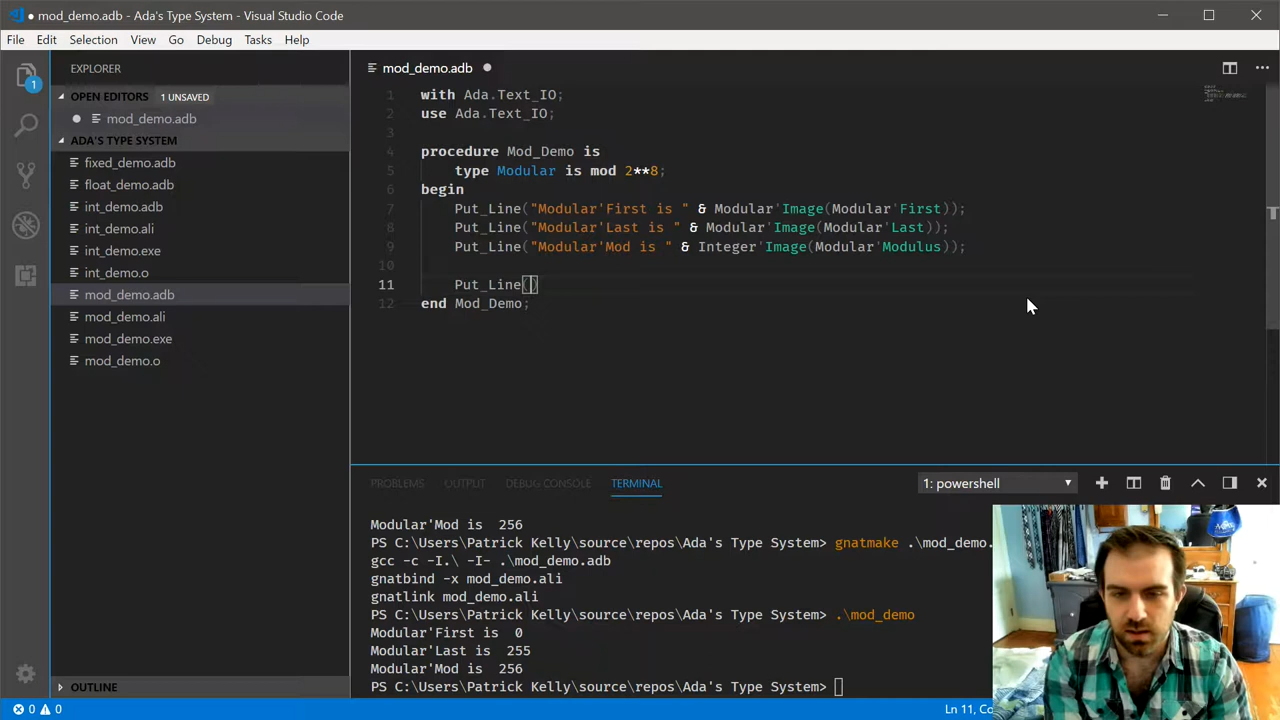 mod_demo.adb - Ada's Type System - Visual Studio Code
File Edit Selection View Go Debug Tasks Help
EXPLORER
OPEN EDITORS 1 UNSAVED
mod_demo.adb
ADA'S TYPE SYSTEM
fixed_demo.adb
float_demo.adb
int_demo.adb
int_demo.ali
int_demo.exe
int_demo.o
mod_demo.adb
mod_demo.ali
mod_demo.exe
mod_demo.o
OUTLINE
1
mod_demo.adb
1 with Ada.Text_IO;
2 use Ada.Text_IO;
3
4 procedure Mod_Demo is
5 type Modular is mod 2**8;
6 begin
7 Put_Line("Modular'First is " & Modular'Image(Modular'First));
8 Put_Line("Modular'Last is " & Modular'Image(Modular'Last));
9 Put_Line("Modular'Mod is " & Integer'Image(Modular'Modulus));
10
11 Put_Line()
12 end Mod_Demo;
PROBLEMS OUTPUT DEBUG CONSOLE TERMINAL 1: powershell
Modular'Mod is  256
PS C:\Users\Patrick Kelly\source\repos\Ada's Type System> gnatmake .\mod_demo.
gcc -c -I.\ -I- .\mod_demo.adb
gnatbind -x mod_demo.ali
gnatlink mod_demo.ali
PS C:\Users\Patrick Kelly\source\repos\Ada's Type System> .\mod_demo
Modular'First is  0
Modular'Last is  255
Modular'Mod is  256
PS C:\Users\Patrick Kelly\source\repos\Ada's Type System>
0 0
Ln 11, Co